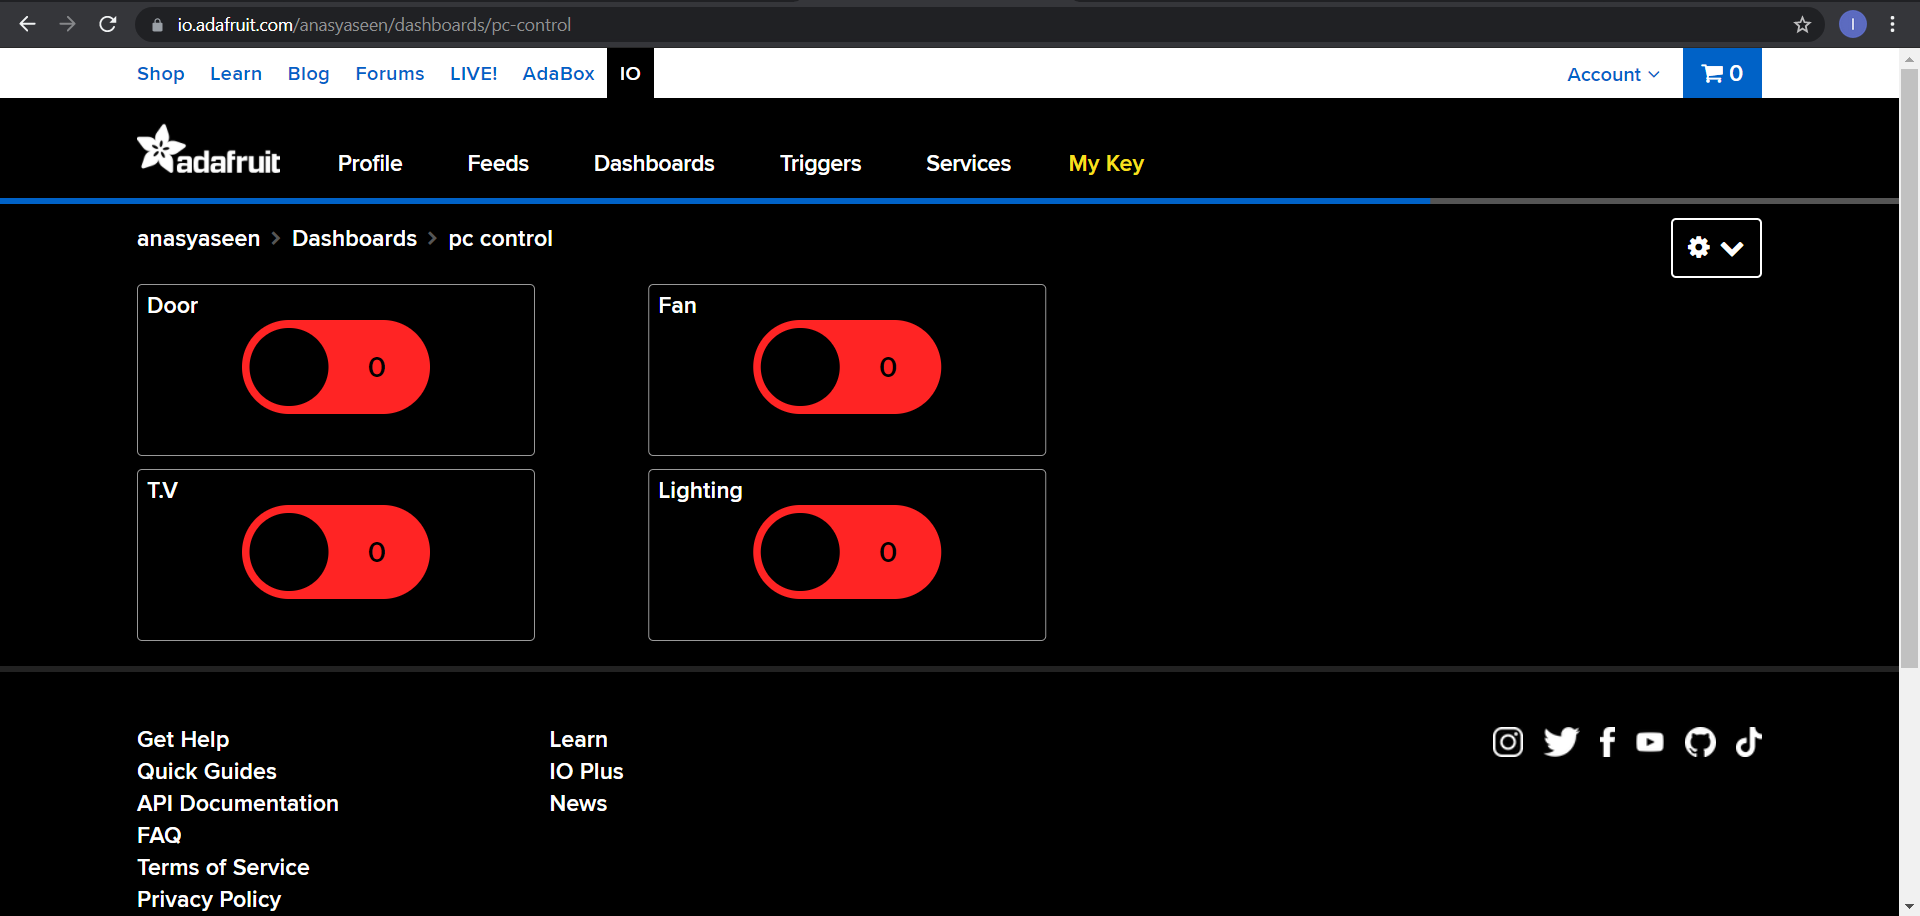 io.adafruit.com/anasyaseen/dashboards/pc-control
I
Shop Learn Blog Forums LIVE! AdaBox IO Account 0
adafruit Profile Feeds Dashboards Triggers Services My Key
anasyaseen > Dashboards > pc control
Door
0
Fan
0
T.V
0
Lighting
0
Get Help
Quick Guides
API Documentation
FAQ
Terms of Service
Privacy Policy
Learn
IO Plus
News